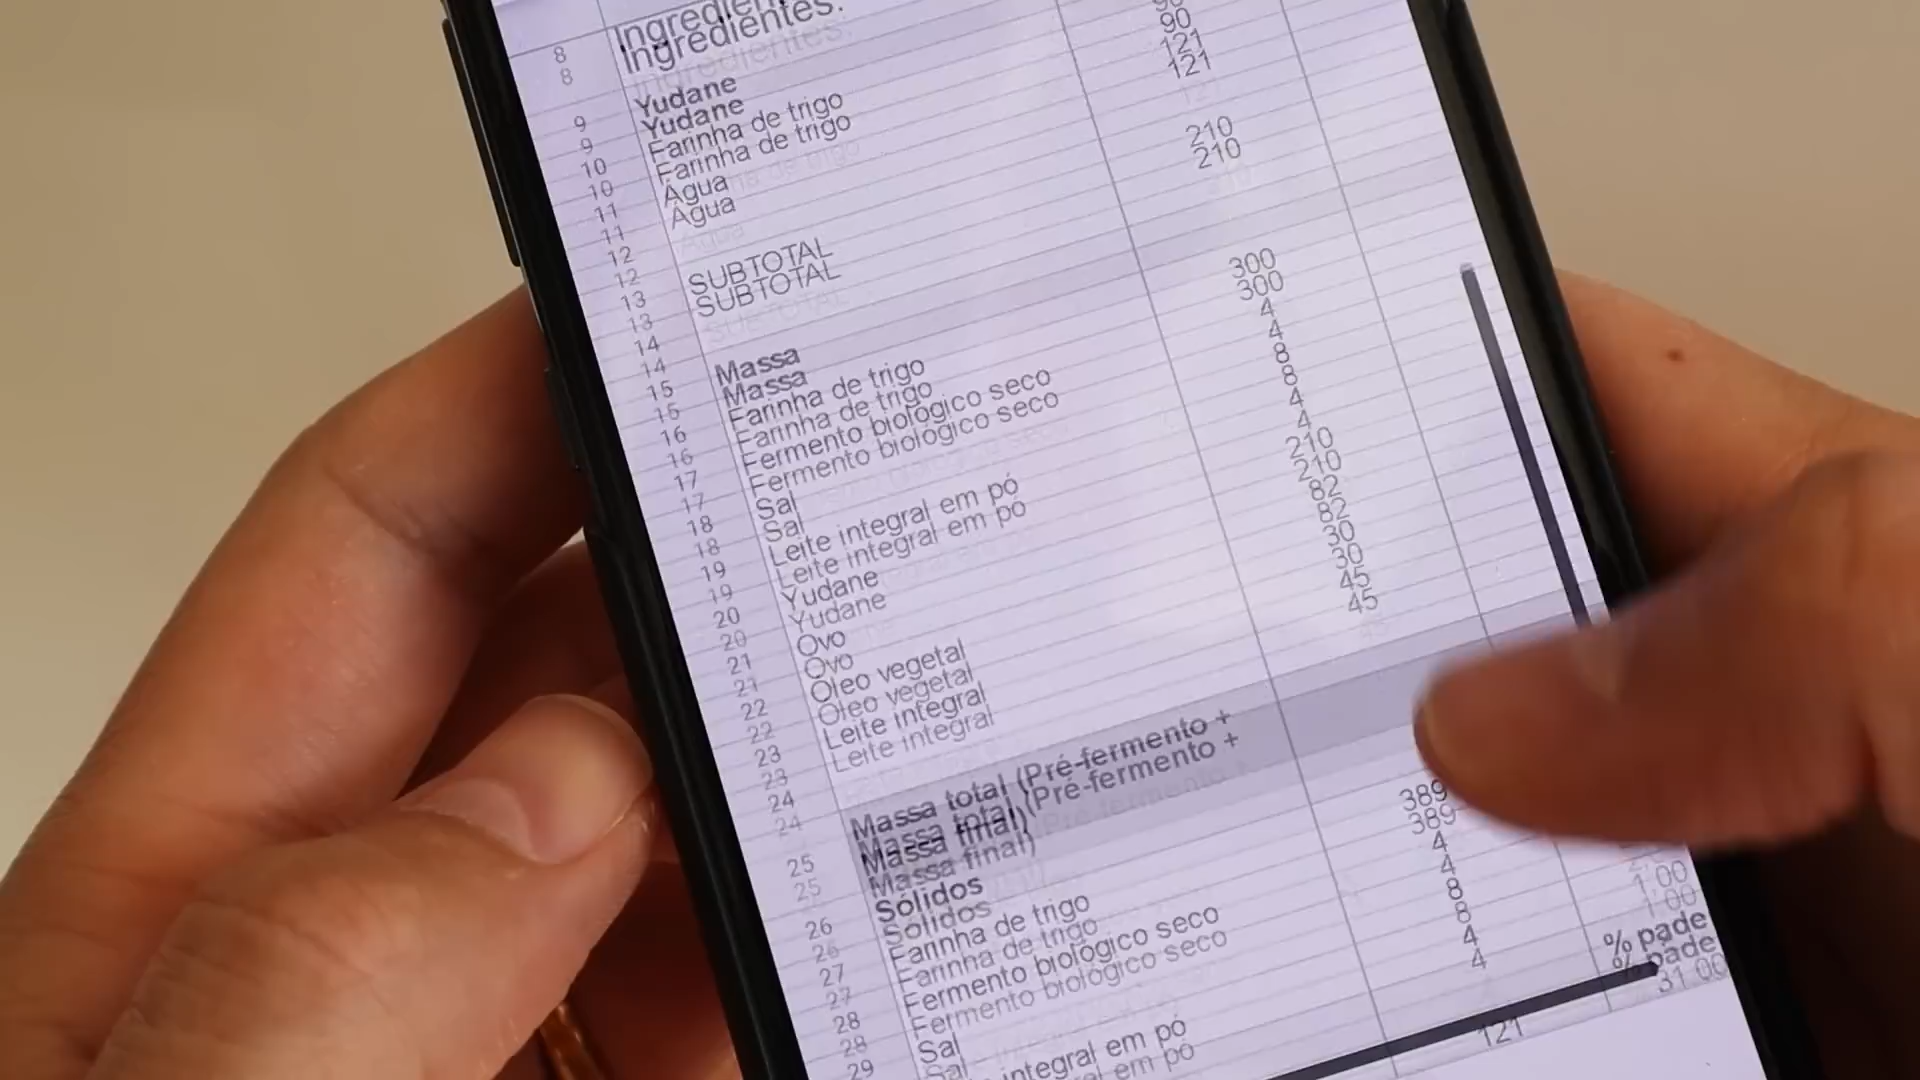 8 Ingredientes:
9 Yudane
10 Farinha de trigo 90
11 Água 121
12
13 SUBTOTAL 210
14
15 Massa
16 Farinha de trigo 300
17 Fermento biológico seco 4
18 Sal 8
19 Leite integral em pó 4
20 Yudane 210
21 Ovo 82
22 Óleo vegetal 30
23 Leite integral 45
24
25 Massa total (Pré-fermento +
Massa final)
26 Sólidos
27 Farinha de trigo 389
28 Fermento biológico seco 4 1,00
29 Sal 8
integral em pó 4
% pade
121 31,00